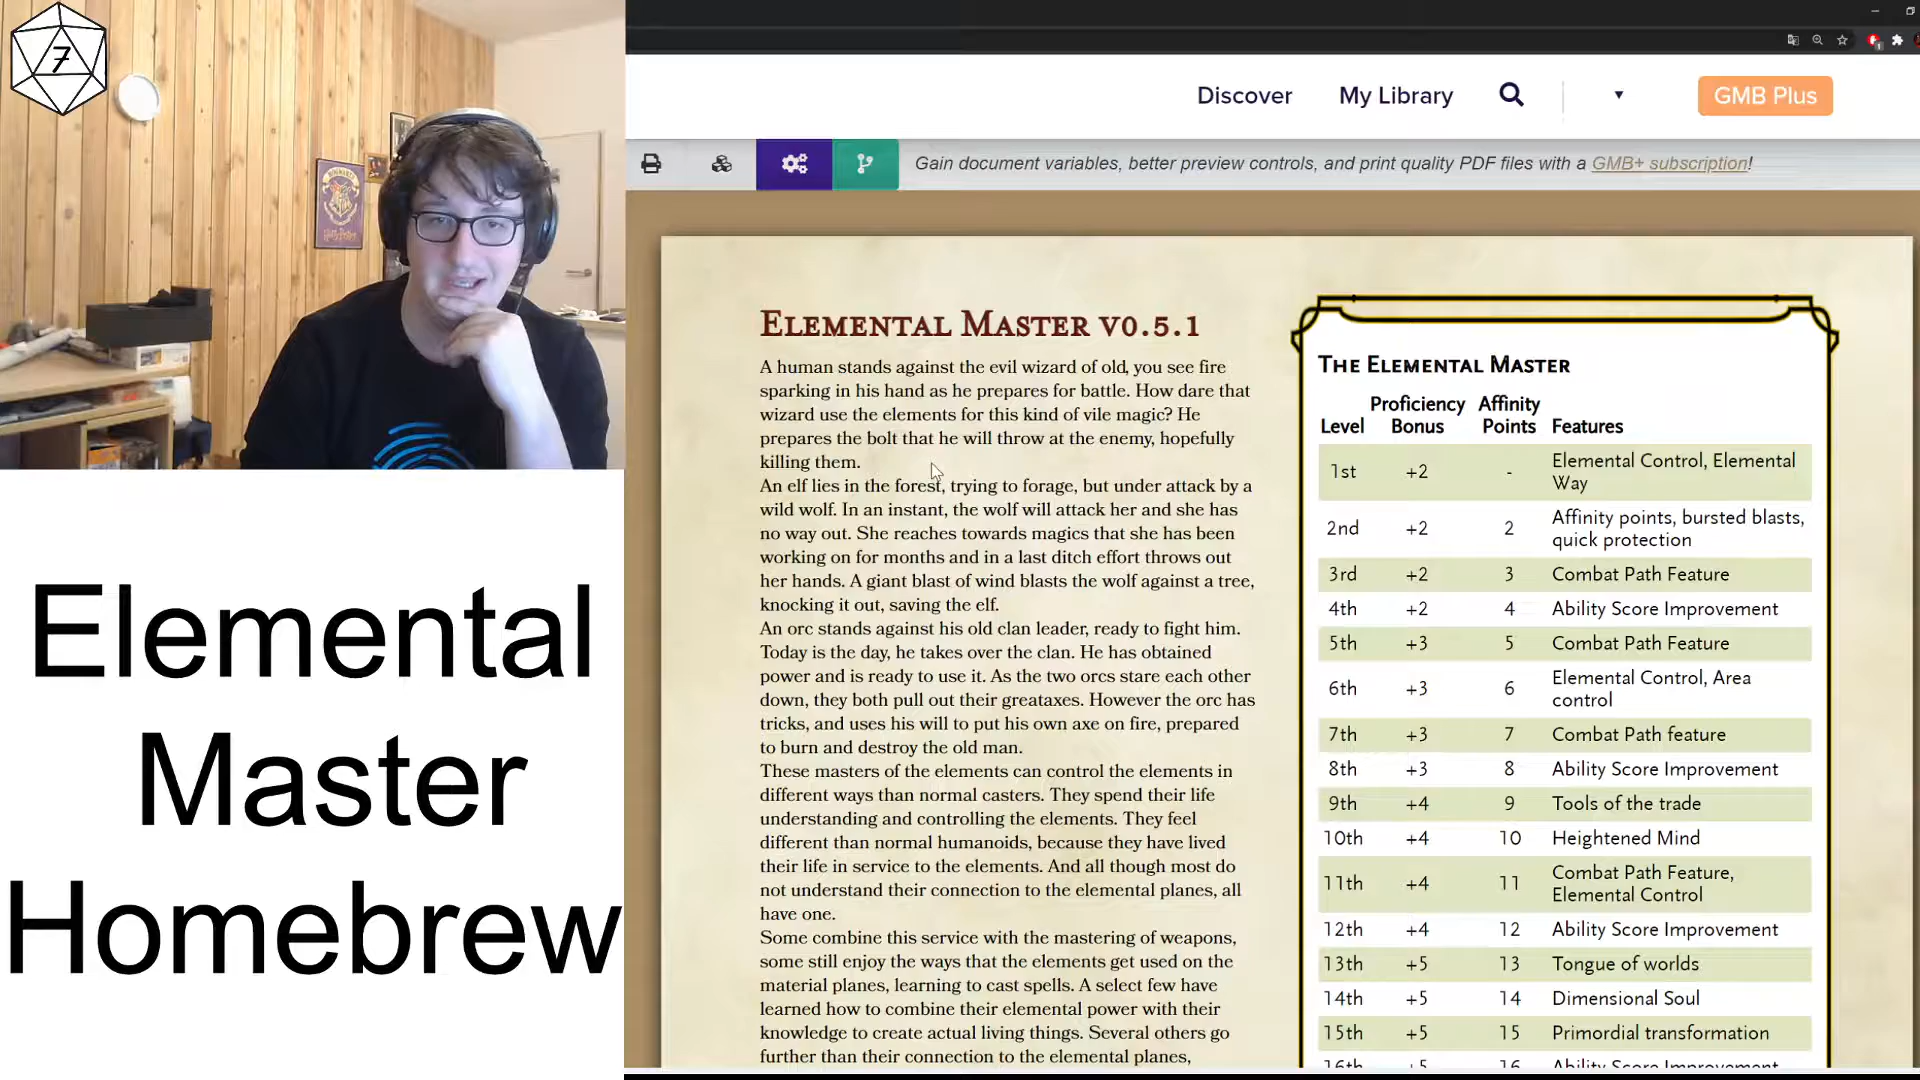 7
HOGWARTS
Harry Potter
Elemental
Master
Homebrew
Discover
My Library
GMB Plus
Gain document variables, better preview controls, and print quality PDF files with a GMB+ subscription!
Elemental Master v0.5.1
A human stands against the evil wizard of old, you see fire
sparking in his hand as he prepares for battle. How dare that
wizard use the elements for this kind of vile magic? He
prepares the bolt that he will throw at the enemy, hopefully
killing them.
An elf lies in the forest, trying to forage, but under attack by a
wild wolf. In an instant, the wolf will attack her and she has
no way out. She reaches towards magics that she has been
working on for months and in a last ditch effort throws out
her hands. A giant blast of wind blasts the wolf against a tree,
knocking it out, saving the elf.
An orc stands against his old clan leader, ready to fight him.
Today is the day, he takes over the clan. He has obtained
power and is ready to use it. As the two orcs stare each other
down, they both pull out their greataxes. However the orc has
tricks, and uses his will to put his own axe on fire, prepared
to burn and destroy the old man.
These masters of the elements can control the elements in
different ways than normal casters. They spend their life
understanding and controlling the elements. They feel
different than normal humanoids, because they have lived
their life in service to the elements. And all though most do
not understand their connection to the elemental planes, all
have one.
Some combine this service with the mastering of weapons,
some still enjoy the ways that the elements get used on the
material planes, learning to cast spells. A select few have
learned how to combine their elemental power with their
knowledge to create actual living things. Several others go
further than their connection to the elemental planes,
The Elemental Master
Level Proficiency Bonus Affinity Points Features
1st +2 - Elemental Control, Elemental
Way
2nd +2 2 Affinity points, bursted blasts,
quick protection
3rd +2 3 Combat Path Feature
4th +2 4 Ability Score Improvement
5th +3 5 Combat Path Feature
6th +3 6 Elemental Control, Area
control
7th +3 7 Combat Path feature
8th +3 8 Ability Score Improvement
9th +4 9 Tools of the trade
10th +4 10 Heightened Mind
11th +4 11 Combat Path Feature,
Elemental Control
12th +4 12 Ability Score Improvement
13th +5 13 Tongue of worlds
14th +5 14 Dimensional Soul
15th +5 15 Primordial transformation
16th +5 16 Ability Score Improvement